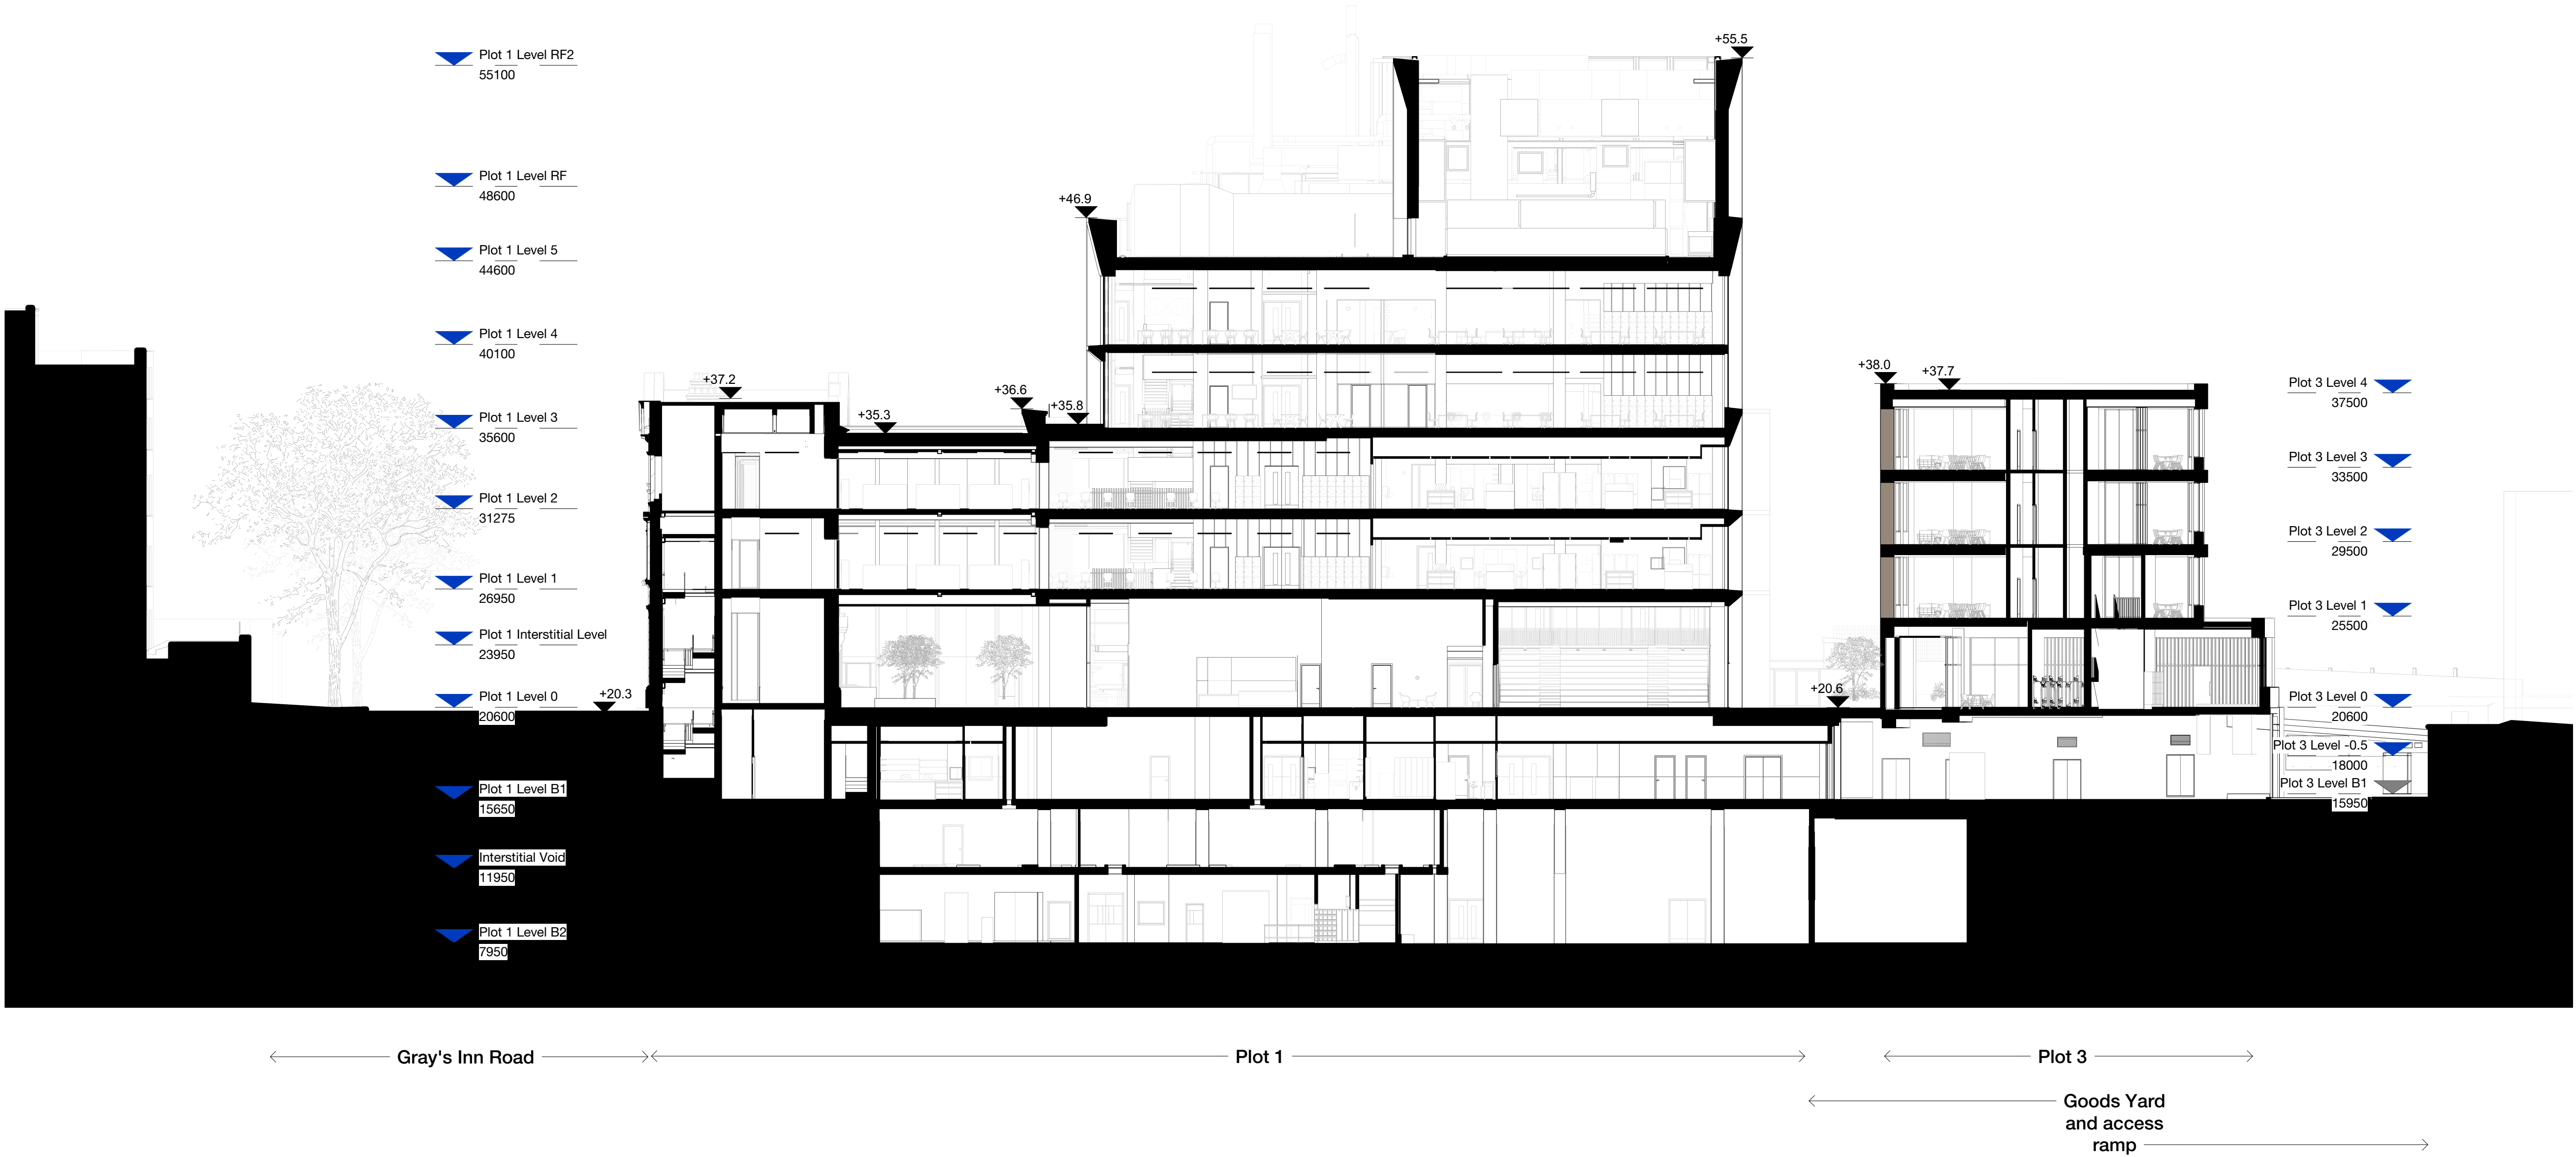 Plot 1 Level RF2
55100
Plot 1 Level RF
48600
Plot 1 Level 5
44600
Plot 1 Level 4
40100
Plot 1 Level 3
35600
Plot 1 Level 2
31275
Plot 1 Level 1
26950
Plot 1 Interstitial Level
23950
Plot 1 Level 0
20600
Plot 1 Level B1
15650
Interstitial Void
11950
Plot 1 Level B2
7950
+20.3
+37.2
+35.3
+36.6
+35.8
+46.9
+55.5
+20.6
+38.0
+37.7
Plot 3 Level 4
37500
Plot 3 Level 3
33500
Plot 3 Level 2
29500
Plot 3 Level 1
25500
Plot 3 Level 0
20600
Plot 3 Level -0.5
18000
Plot 3 Level B1
15950
Gray's Inn Road
Plot 1
Plot 3
Goods Yard
and access
ramp